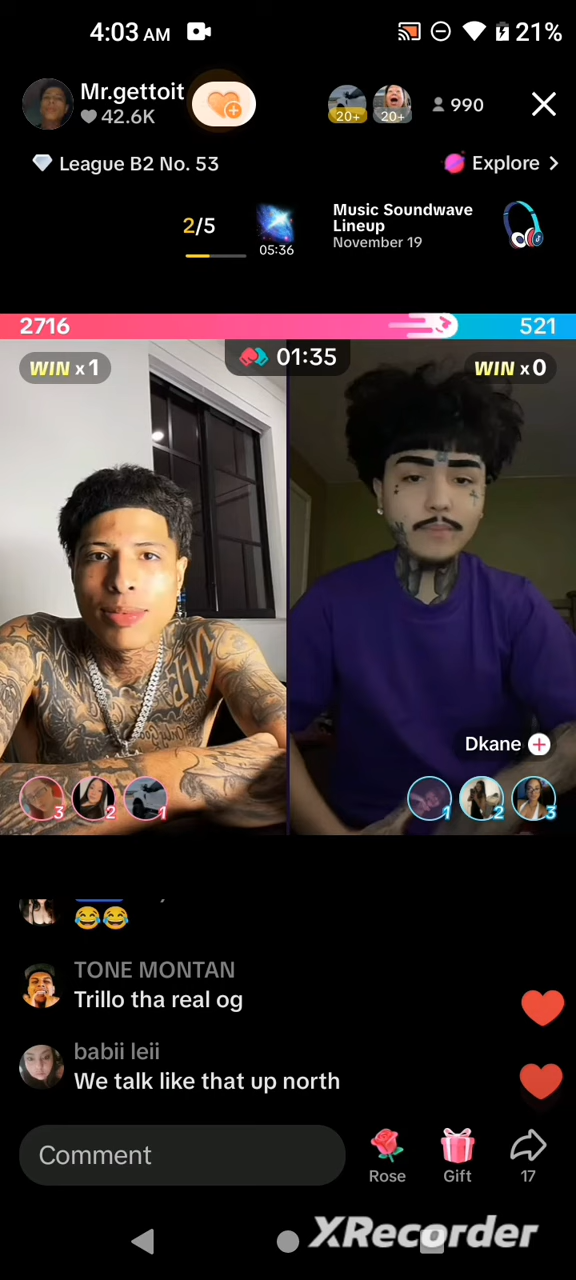 4:03 AM
21%
Mr.gettoit
42.6K
20+
20+
990
League B2 No. 53
Explore >
2/5
05:36
Music Soundwave
Lineup
November 19
2716
521
WIN x 1
01:35
WIN x 0
Dkane
3
2
1
1
2
3
😂😂
TONE MONTAN
Trillo tha real og
babii leii
We talk like that up north
Comment
Rose
Gift
17
XRecorder